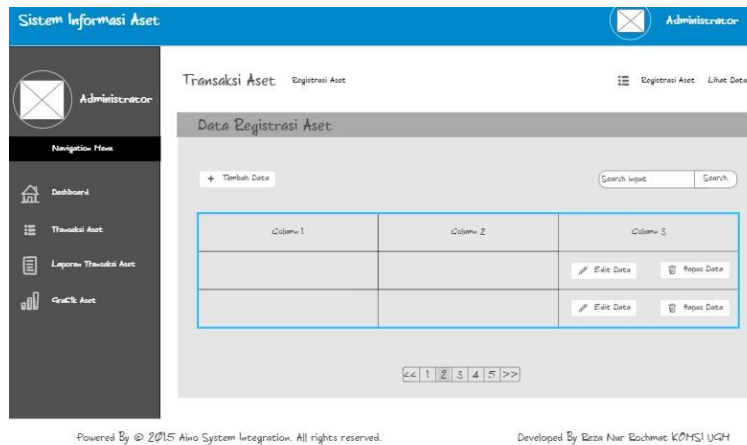 Sistem Informasi Aset
Administrator
Administrator
Navigation Menu
Dashboard
Transaksi Aset
Laporan Transaksi Aset
Grafik Aset
Transaksi Aset Registrasi Aset
Registrasi Aset Lihat Data
Data Registrasi Aset
+ Tambah Data
Search input Search
Column 1 Column 2 Column 3
Edit Data Hapus Data
Edit Data Hapus Data
<< 1 2 3 4 5 >>
Powered By © 2015 Aino System Integration. All rights reserved.
Developed By Reza Nur Rochmat KOMSI UGM